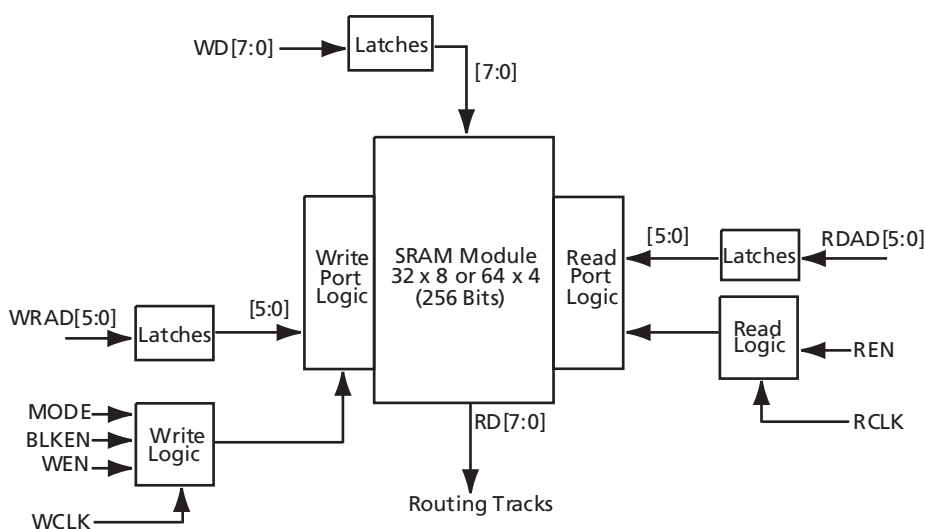 WD[7:0]
Latches
[7:0]
SRAM Module
32 x 8 or 64 x 4
(256 Bits)
Write
Port
Logic
Read
Port
Logic
[5:0]
Latches
RDAD[5:0]
WRAD[5:0]
Latches
[5:0]
Read
Logic
REN
RCLK
MODE
BLKEN
WEN
Write
Logic
WCLK
RD[7:0]
Routing Tracks